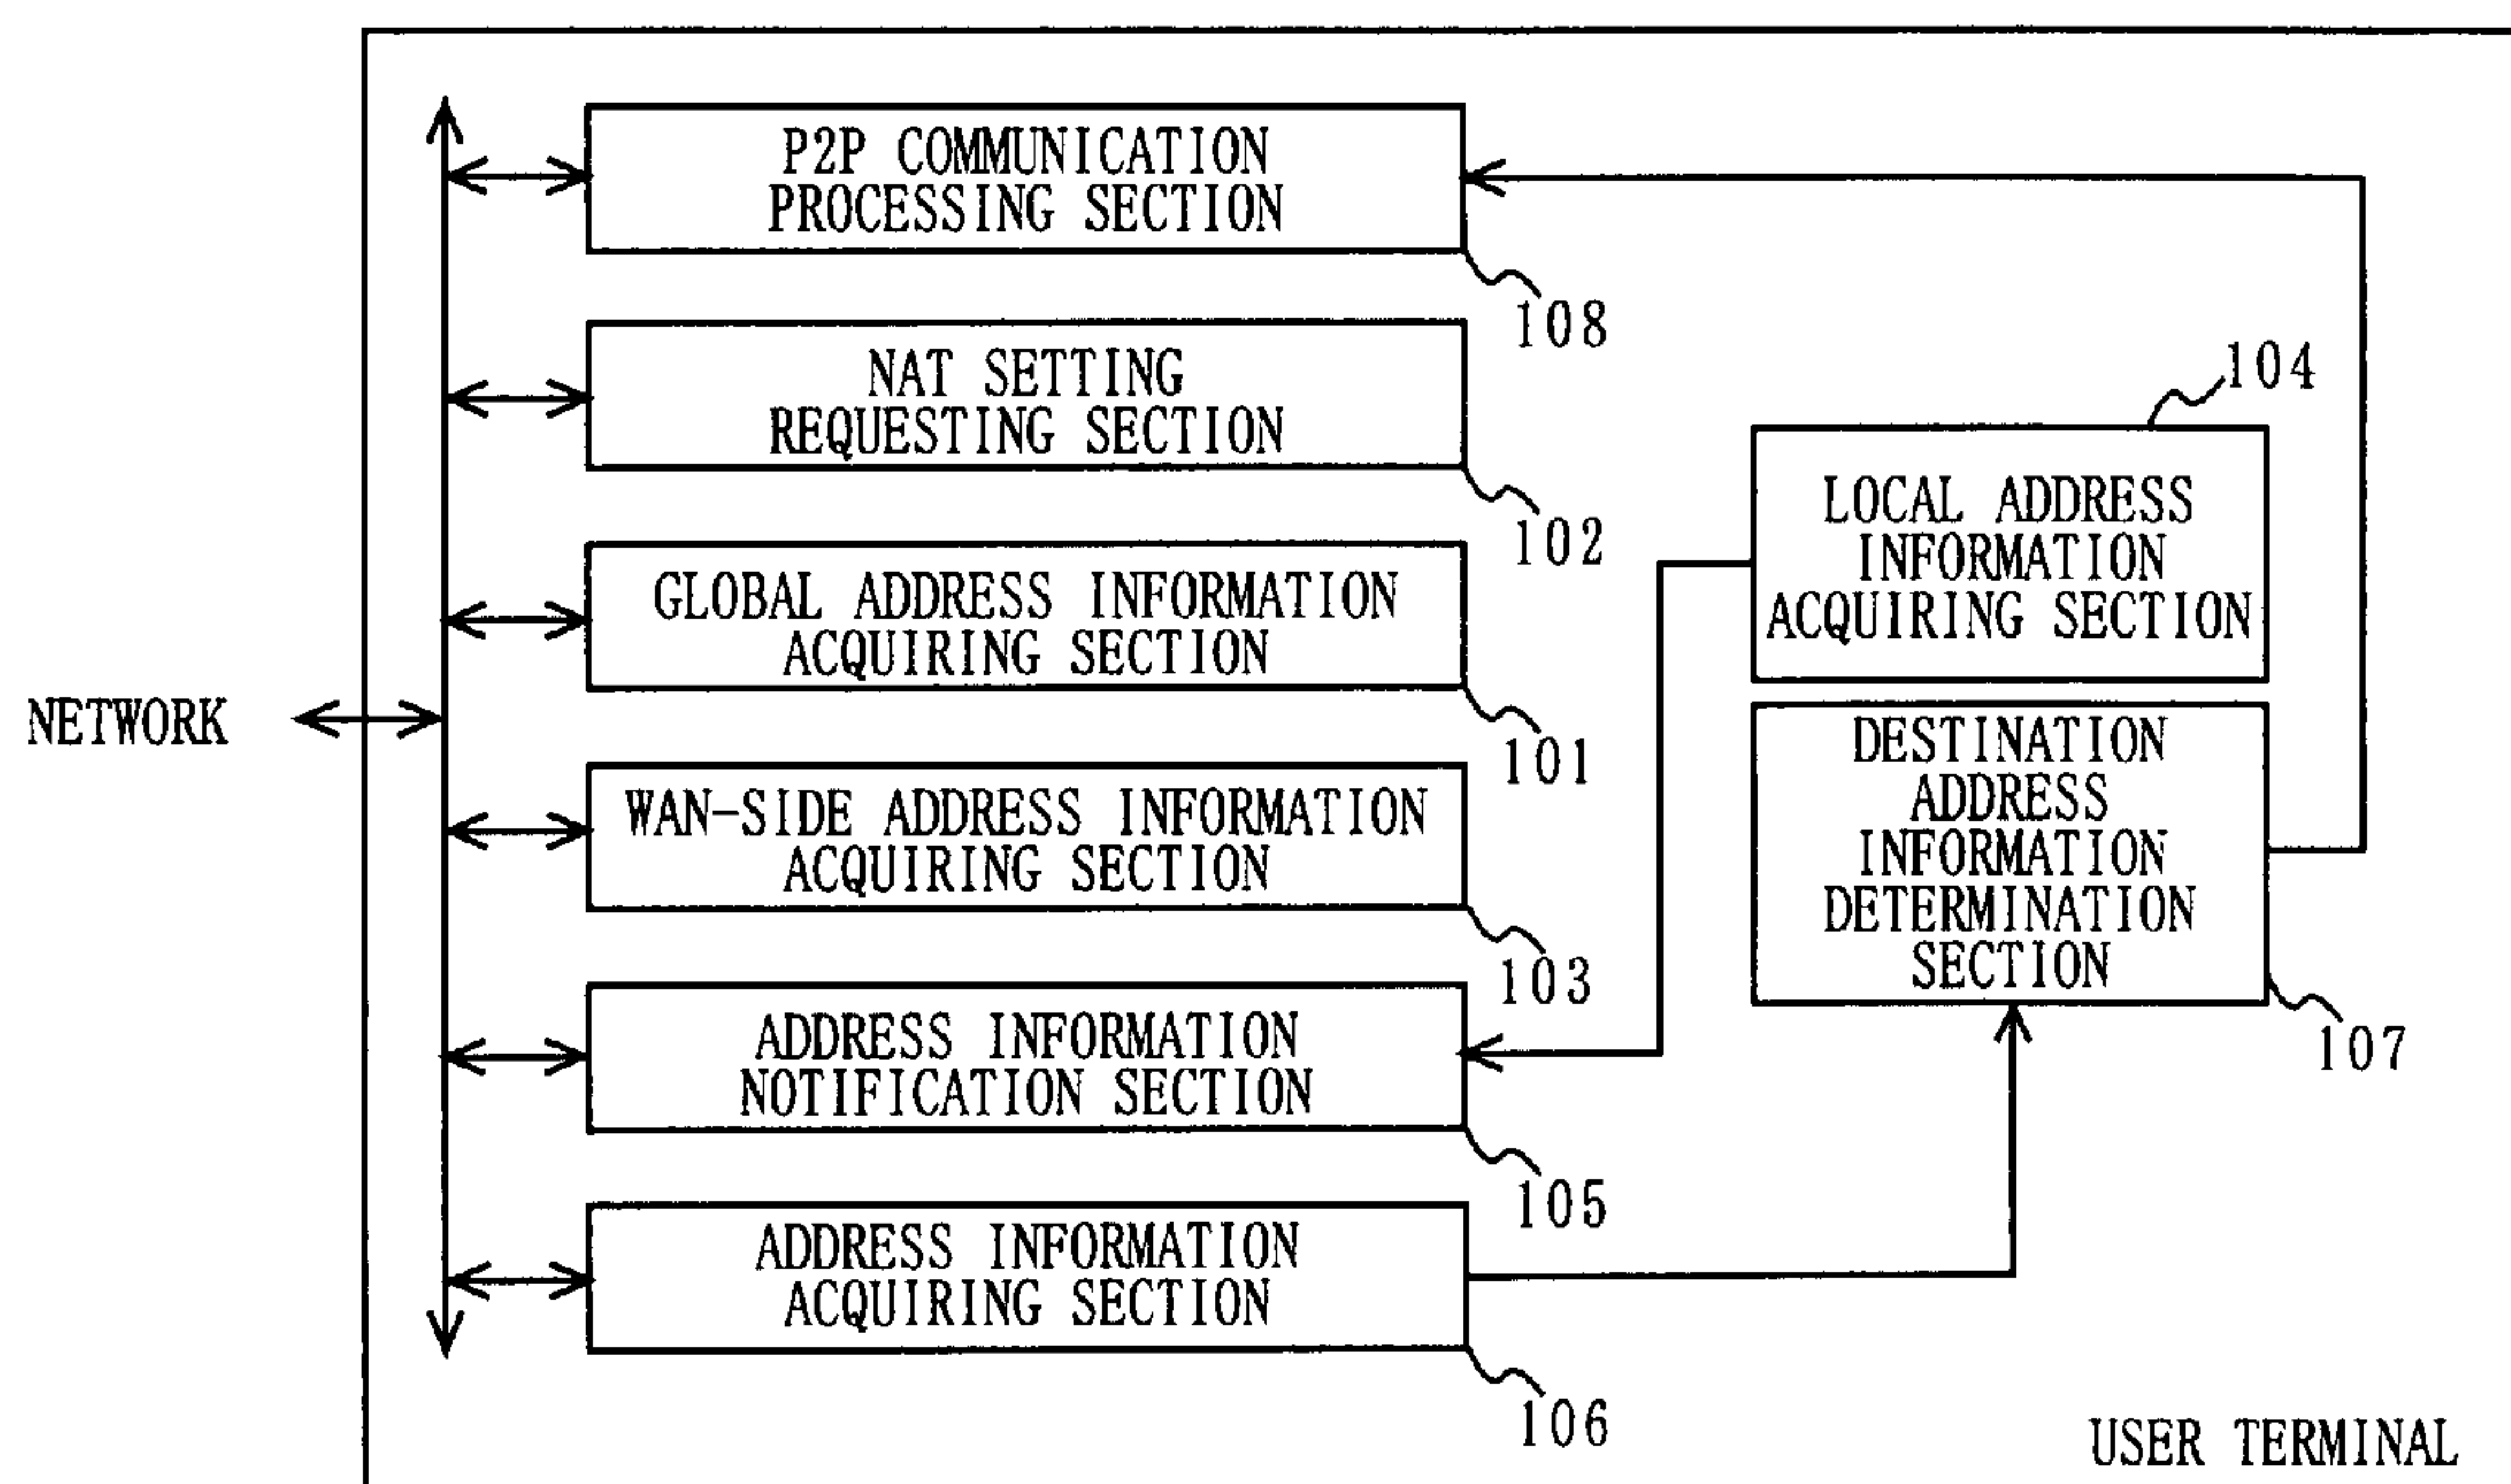 P2P COMMUNICATION
PROCESSING SECTION
108
NAT SETTING
REQUESTING SECTION
102
104
LOCAL ADDRESS
INFORMATION
ACQUIRING SECTION
GLOBAL ADDRESS INFORMATION
ACQUIRING SECTION
101
NETWORK
DESTINATION
ADDRESS
INFORMATION
DETERMINATION
SECTION
107
WAN-SIDE ADDRESS INFORMATION
ACQUIRING SECTION
103
ADDRESS INFORMATION
NOTIFICATION SECTION
105
ADDRESS INFORMATION
ACQUIRING SECTION
106
USER TERMINAL